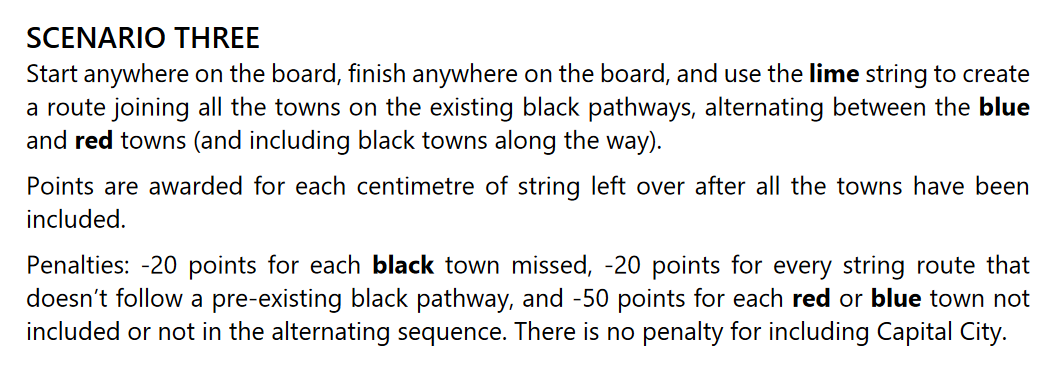 SCENARIO THREE
Start anywhere on the board, finish anywhere on the board, and use the lime string to create
a route joining all the towns on the existing black pathways, alternating between the blue
and red towns (and including black towns along the way).
Points are awarded for each centimetre of string left over after all the towns have been
included.
Penalties: -20 points for each black town missed, -20 points for every string route that
doesn’t follow a pre-existing black pathway, and -50 points for each red or blue town not
included or not in the alternating sequence. There is no penalty for including Capital City.